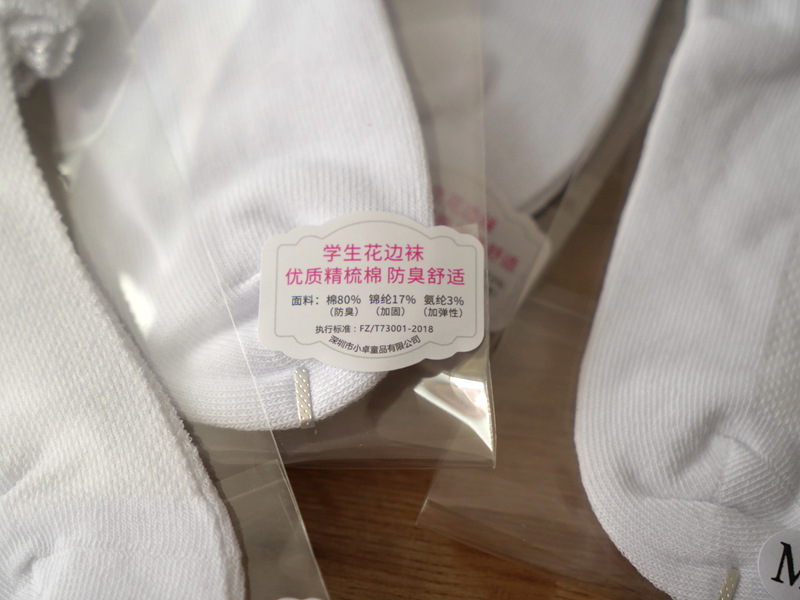 学生花边袜
优质精梳棉 防臭舒适
面料：棉80% 锦纶17% 氨纶3%
（防臭） （加固） （加弹性）
执行标准：FZ/T73001-2018
深圳市小卓童品有限公司
M